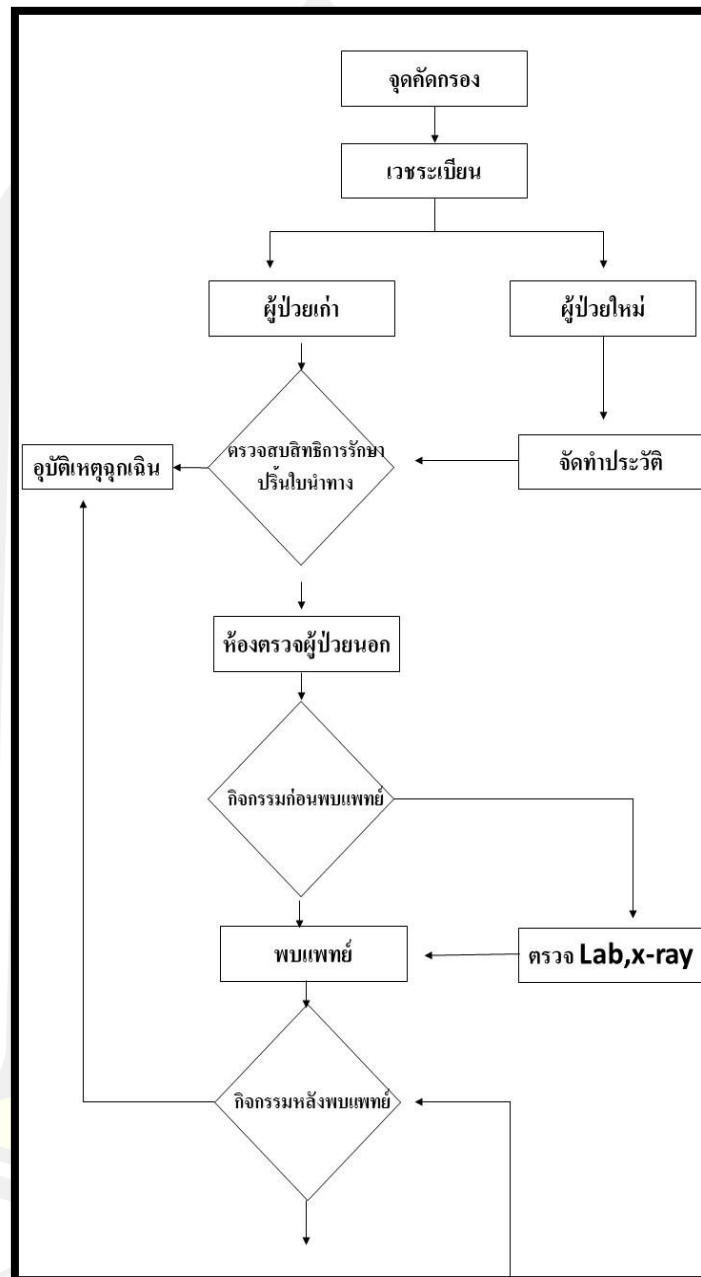 จุดคัดกรอง
เวชระเบียน
ผู้ป่วยเก่า
ผู้ป่วยใหม่
ตรวจสบสิทธิการรักษา
ปริ้นใบนำทาง
อุบัติเหตุฉุกเฉิน
จัดทำประวัติ
ห้องตรวจผู้ป่วยนอก
กิจกรรมก่อนพบแพทย์
พบแพทย์
ตรวจ Lab,x-ray
กิจกรรมหลังพบแพทย์